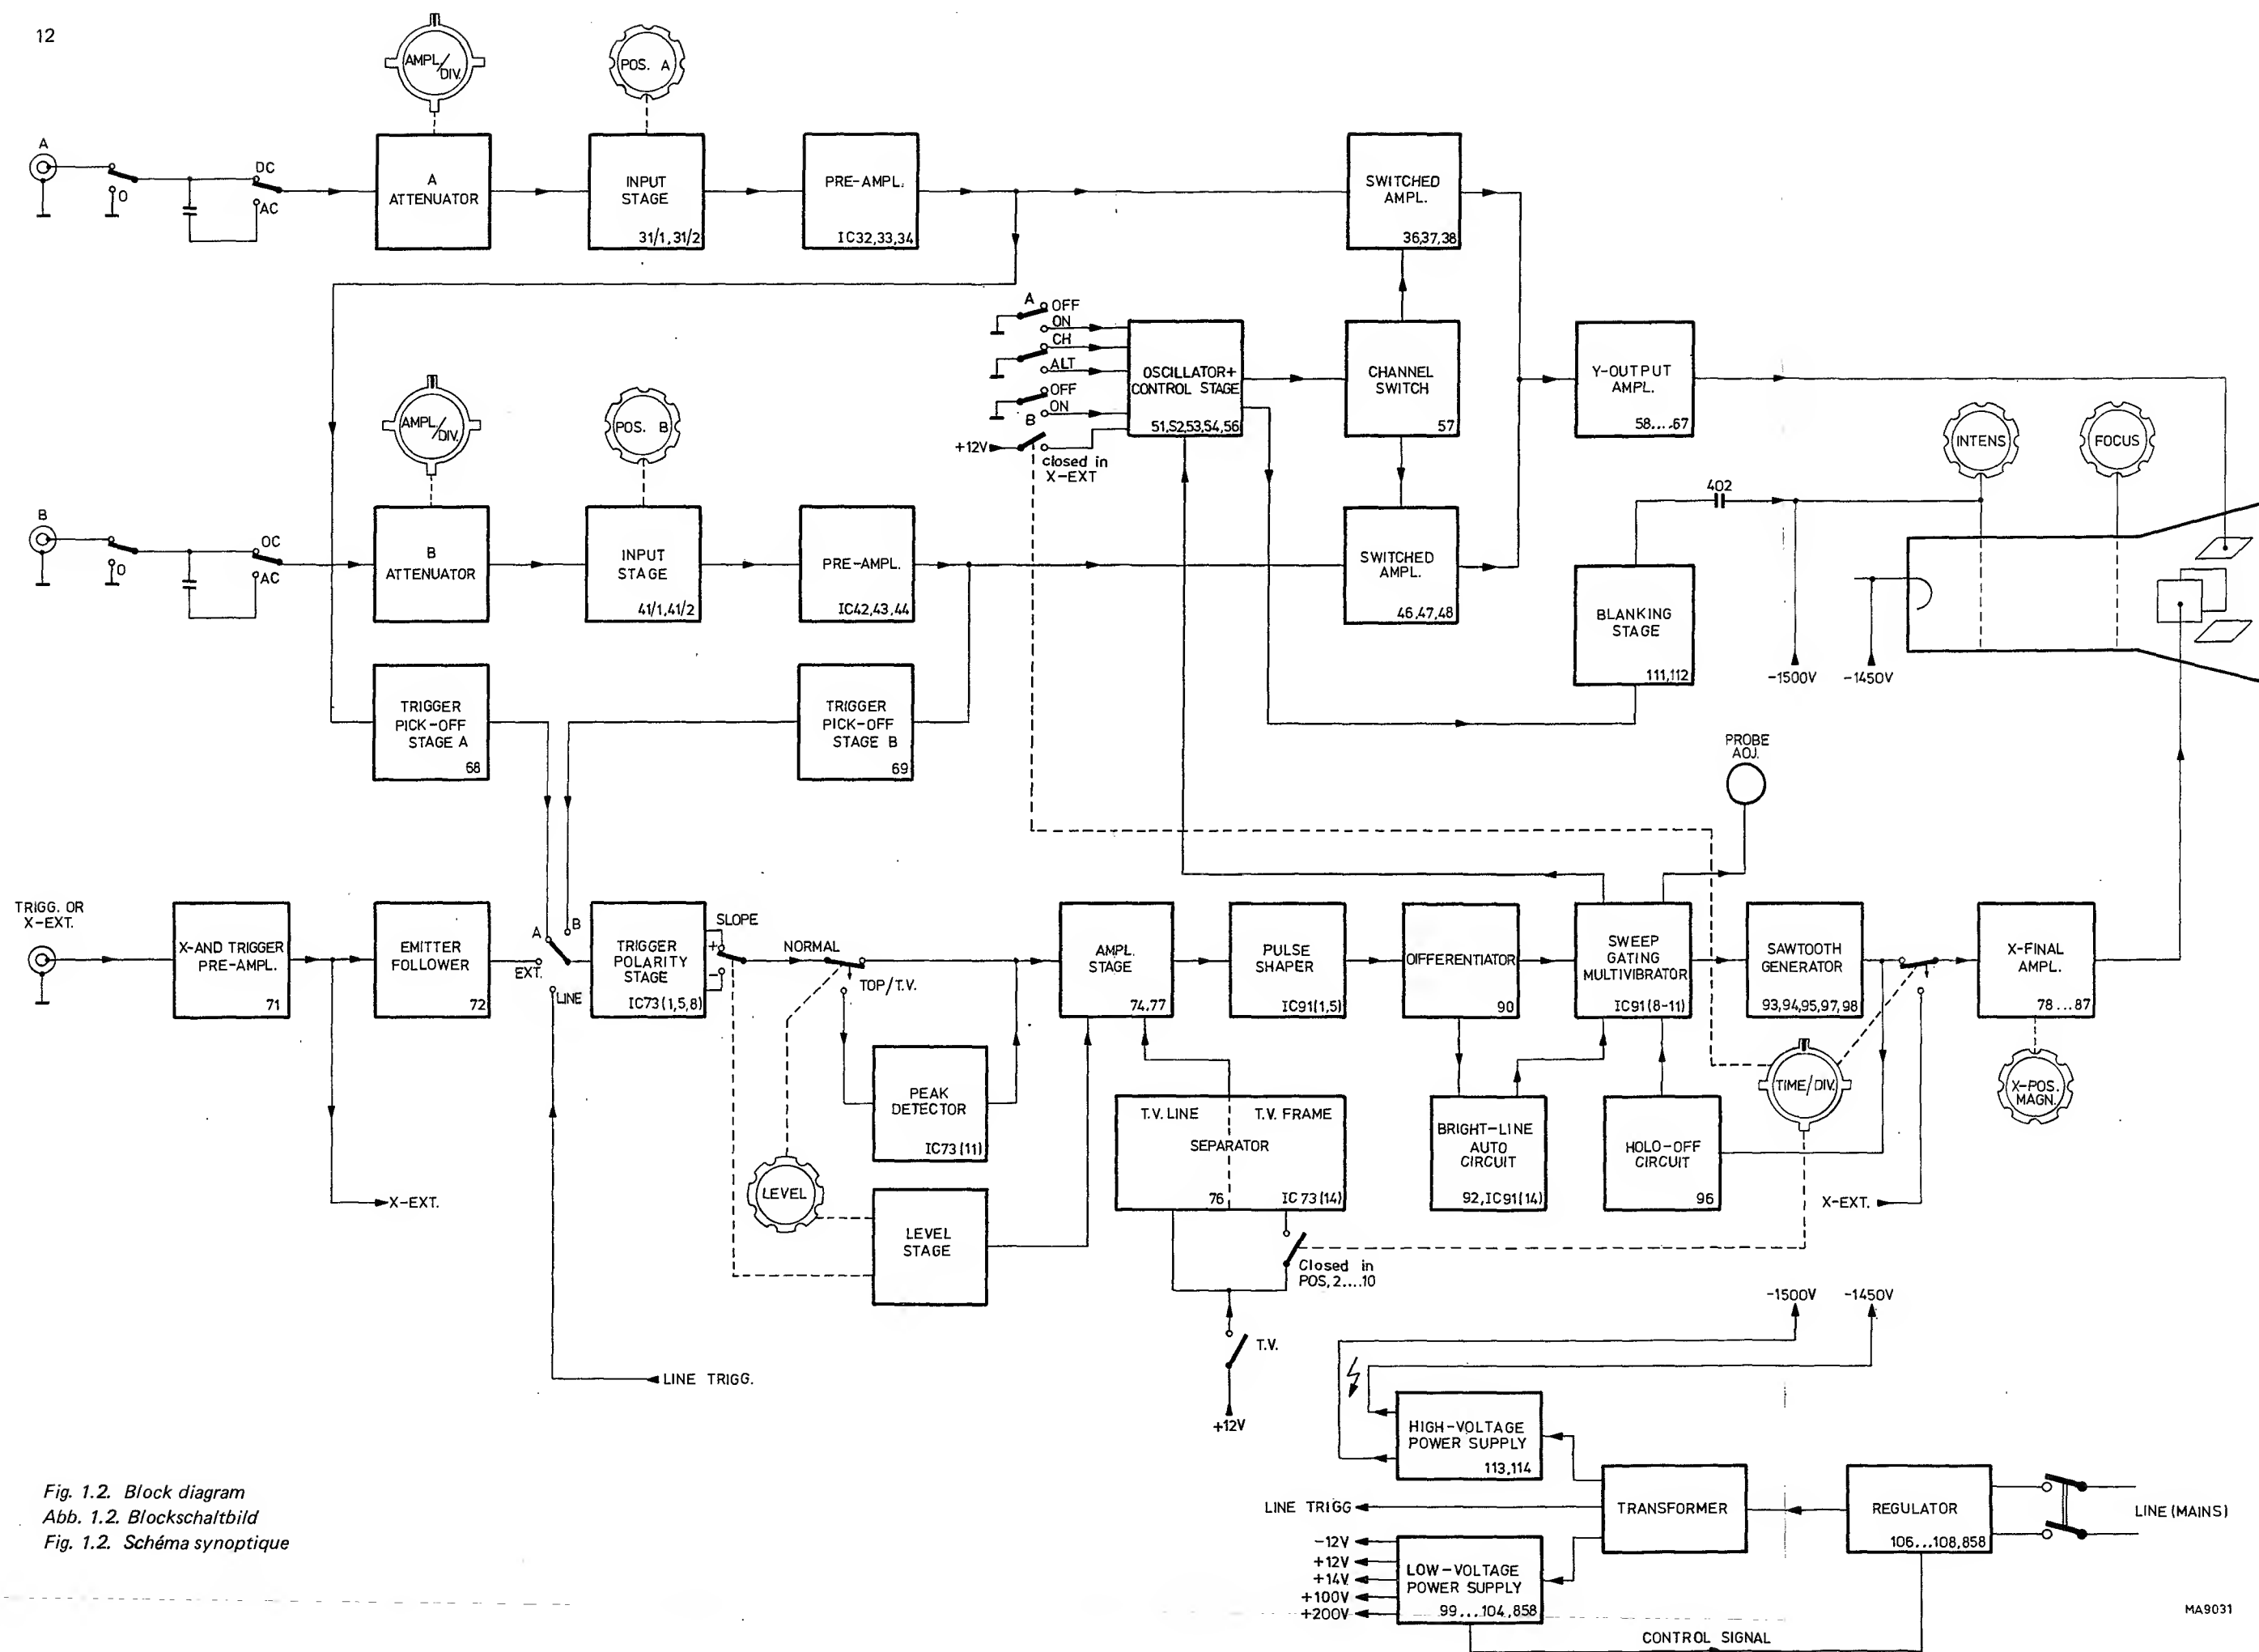 12
AMPL/DIV.
POS. A
A
O
DC
AC
A
ATTENUATOR
INPUT
STAGE
31/1, 31/2
PRE-AMPL.
IC32,33,34
SWITCHED
AMPL.
36,37,38
A
OFF
ON
CH
ALT
OFF
ON
B
+12V
closed in
X-EXT
OSCILLATOR+
CONTROL STAGE
51,S2,53,54,56
CHANNEL
SWITCH
57
Y-OUTPUT
AMPL.
58....67
INTENS
FOCUS
AMPL/DIV.
POS. B
B
O
OC
AC
B
ATTENUATOR
INPUT
STAGE
41/1,41/2
PRE-AMPL.
IC42,43,44
SWITCHED
AMPL.
46,47,48
402
BLANKING
STAGE
111,112
-1500V
-1450V
TRIGGER
PICK-OFF
STAGE A
68
TRIGGER
PICK-OFF
STAGE B
69
PROBE
AOJ.
TRIGG. OR
X-EXT.
X-AND TRIGGER
PRE-AMPL.
71
EMITTER
FOLLOWER
72
A
B
EXT.
LINE
TRIGGER
POLARITY
STAGE
IC73(1,5,8)
SLOPE
+
-
NORMAL
TOP/T.V.
AMPL.
STAGE
74,77
PULSE
SHAPER
IC91(1,5)
OIFFERENTIATOR
90
SWEEP
GATING
MULTIVIBRATOR
IC91(8-11)
SAWTOOTH
GENERATOR
93,94,95,97,98
X-FINAL
AMPL.
78...87
PEAK
DETECTOR
IC73(11)
T.V. LINE
T.V. FRAME
SEPARATOR
76
IC73(14)
BRIGHT-LINE
AUTO
CIRCUIT
92,IC91(14)
HOLO-OFF
CIRCUIT
96
TIME/DIV.
X-POS.
MAGN.
X-EXT.
LEVEL
LEVEL
STAGE
X-EXT.
Closed in
POS, 2....10
T.V.
+12V
LINE TRIGG.
-1500V
-1450V
HIGH-VOLTAGE
POWER SUPPLY
113,114
LINE TRIGG
TRANSFORMER
REGULATOR
106...108,858
LINE (MAINS)
-12V
+12V
+14V
+100V
+200V
LOW-VOLTAGE
POWER SUPPLY
99...104,858
CONTROL SIGNAL
Fig. 1.2. Block diagram
Abb. 1.2. Blockschaltbild
Fig. 1.2. Schéma synoptique
MA9031